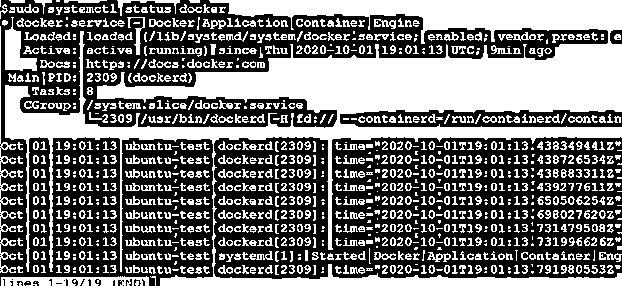 $sudo systemctl status docker
● docker.service - Docker Application Container Engine
Loaded: loaded (/lib/systemd/system/docker.service; enabled; vendor preset: e
Active: active (running) since Thu 2020-10-01 19:01:13 UTC; 9min ago
Docs: https://docs.docker.com
Main PID: 2309 (dockerd)
Tasks: 8
CGroup: /system.slice/docker.service
└─2309 /usr/bin/dockerd -H fd:// --containerd=/run/containerd/contain
Oct 01 19:01:13 ubuntu-test dockerd[2309]: time="2020-10-01T19:01:13.438349441Z"
Oct 01 19:01:13 ubuntu-test dockerd[2309]: time="2020-10-01T19:01:13.438726534Z"
Oct 01 19:01:13 ubuntu-test dockerd[2309]: time="2020-10-01T19:01:13.438883311Z"
Oct 01 19:01:13 ubuntu-test dockerd[2309]: time="2020-10-01T19:01:13.439277611Z"
Oct 01 19:01:13 ubuntu-test dockerd[2309]: time="2020-10-01T19:01:13.650506254Z"
Oct 01 19:01:13 ubuntu-test dockerd[2309]: time="2020-10-01T19:01:13.698027620Z"
Oct 01 19:01:13 ubuntu-test dockerd[2309]: time="2020-10-01T19:01:13.731479508Z"
Oct 01 19:01:13 ubuntu-test dockerd[2309]: time="2020-10-01T19:01:13.731996626Z"
Oct 01 19:01:13 ubuntu-test systemd[1]: Started Docker Application Container Eng
Oct 01 19:01:13 ubuntu-test dockerd[2309]: time="2020-10-01T19:01:13.791980553Z"
lines 1-19/19 (END)